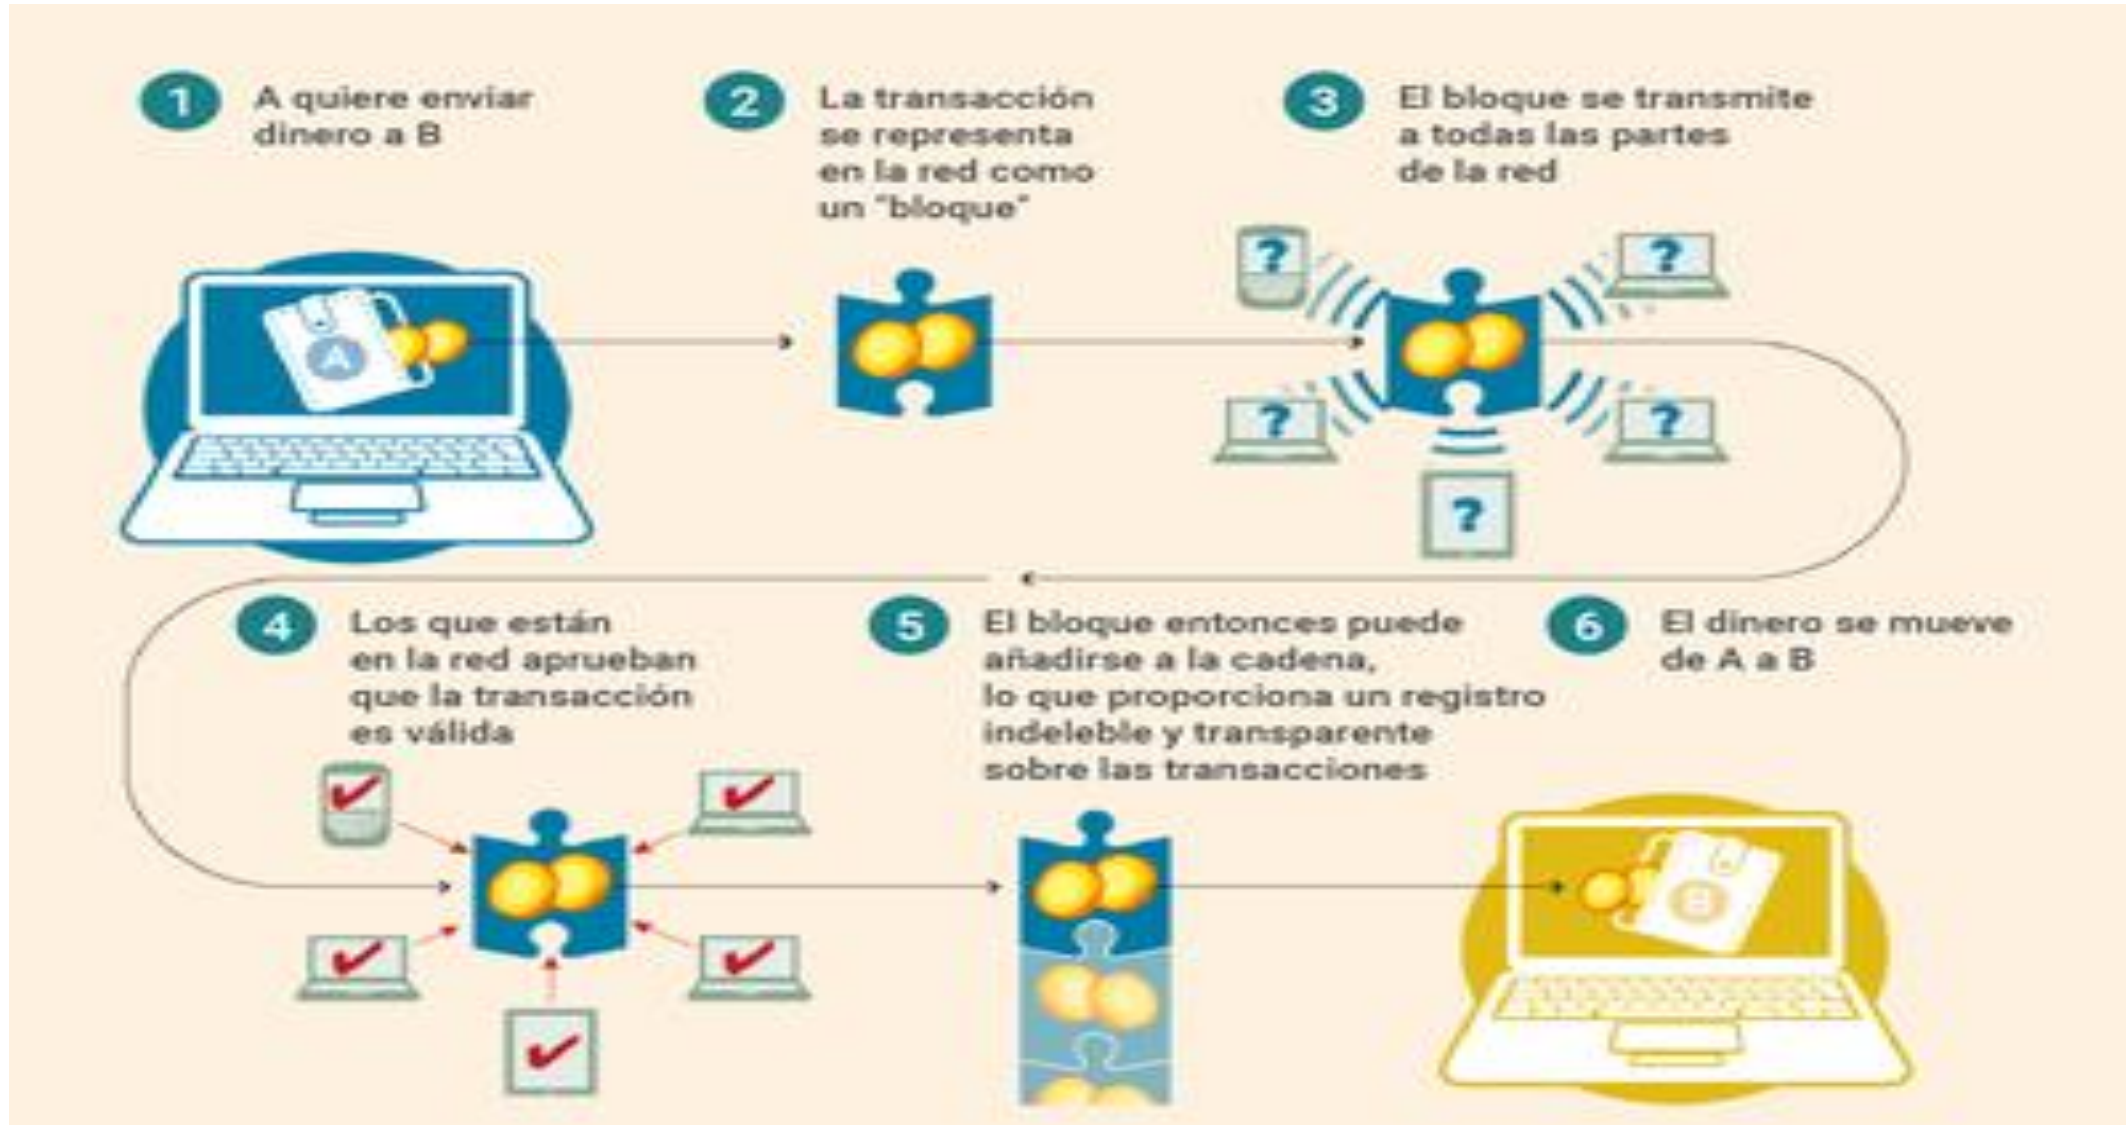 1
A quiere enviar
dinero a B
2
La transacción
se representa
en la red como
un "bloque"
3
El bloque se transmite
a todas las partes
de la red
?
?
?
?
?
A
4
Los que están
en la red aprueban
que la transacción
es válida
5
El bloque entonces puede
añadirse a la cadena,
lo que proporciona un registro
indeleble y transparente
sobre las transacciones
6
El dinero se mueve
de A a B
B